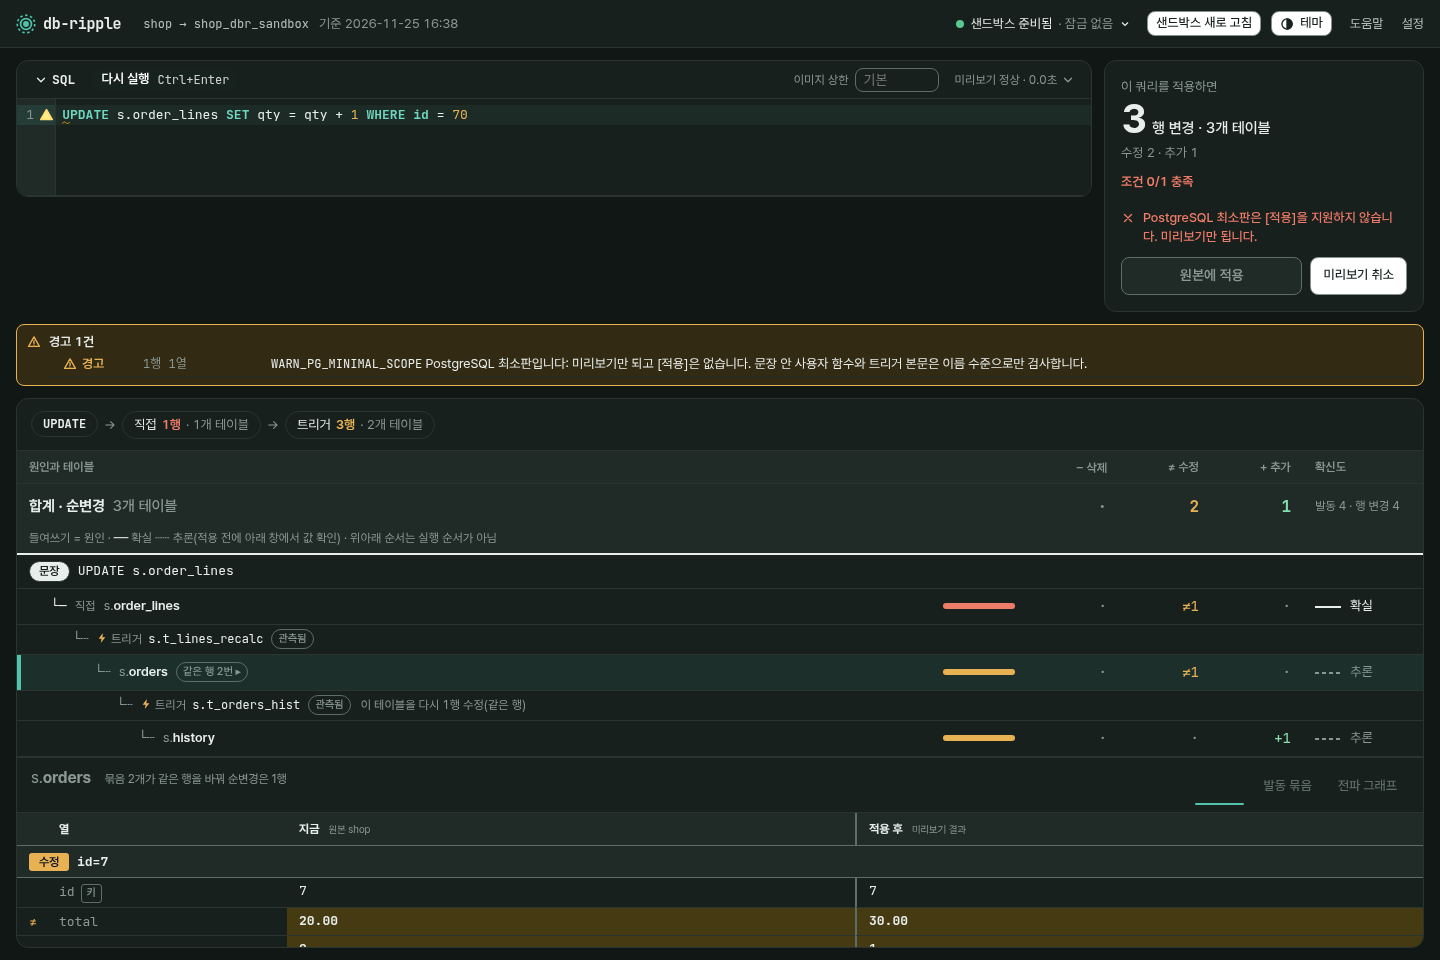 db-ripple shop → shop_dbr_sandbox 기준 2026-11-25 16:38 샌드박스 준비됨 · 잠금 없음 샌드박스 새로 고침 테마 도움말 설정
SQL 다시 실행 Ctrl+Enter 이미지 상한 기본 미리보기 정상 · 0.0초
1 UPDATE s.order_lines SET qty = qty + 1 WHERE id = 70
이 쿼리를 적용하면
3 행 변경 · 3개 테이블
수정 2 · 추가 1
조건 0/1 충족
PostgreSQL 최소판은 [적용]을 지원하지 않습니
다. 미리보기만 됩니다.
원본에 적용 미리보기 취소
경고 1건
경고 1행 1열 WARN_PG_MINIMAL_SCOPE PostgreSQL 최소판입니다: 미리보기만 되고 [적용]은 없습니다. 문장 안 사용자 함수와 트리거 본문은 이름 수준으로만 검사합니다.
UPDATE → 직접 1행 · 1개 테이블 → 트리거 3행 · 2개 테이블
원인과 테이블 − 삭제 ≠ 수정 + 추가 확신도
합계 · 순변경 3개 테이블 · 2 1 발동 4 · 행 변경 4
들여쓰기 = 원인 · 확실 추론(적용 전에 아래 창에서 값 확인) · 위아래 순서는 실행 순서가 아님
문장 UPDATE s.order_lines
직접 s.order_lines · ≠1 · 확실
트리거 s.t_lines_recalc 관측됨
s.orders 같은 행 2번 ▸ · ≠1 · 추론
트리거 s.t_orders_hist 관측됨 이 테이블을 다시 1행 수정(같은 행)
s.history · · +1 추론
s.orders 묶음 2개가 같은 행을 바꿔 순변경은 1행 발동 묶음 전파 그래프
열 지금 원본 shop 적용 후 미리보기 결과
수정 id=7
id 키 7 7
≠ total 20.00 30.00